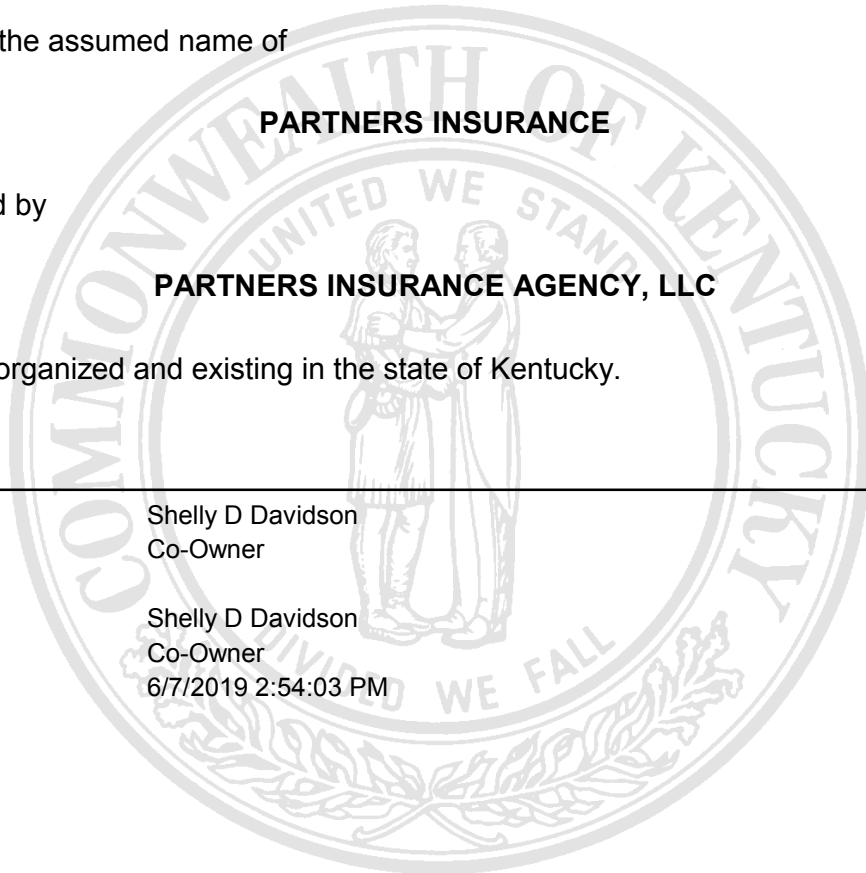 the assumed name of
PARTNERS INSURANCE
d by
PARTNERS INSURANCE AGENCY, LLC
organized and existing in the state of Kentucky.
Shelly D Davidson
Co-Owner
Shelly D Davidson
Co-Owner
6/7/2019 2:54:03 PM
COMMONWEALTH OF KENTUCKY
UNITED WE STAND
DIVIDED WE FALL